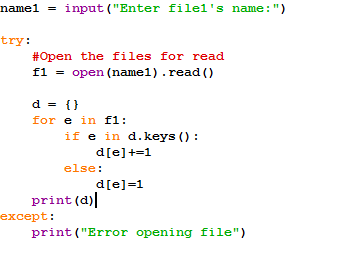 name1 = input("Enter file1's name:")
try:
#Open the files for read
f1 = open(name1).read()
d = {}
for e in f1:
if e in d.keys():
d[e]+=1
else:
d[e]=1
print(d)
except:
print("Error opening file")